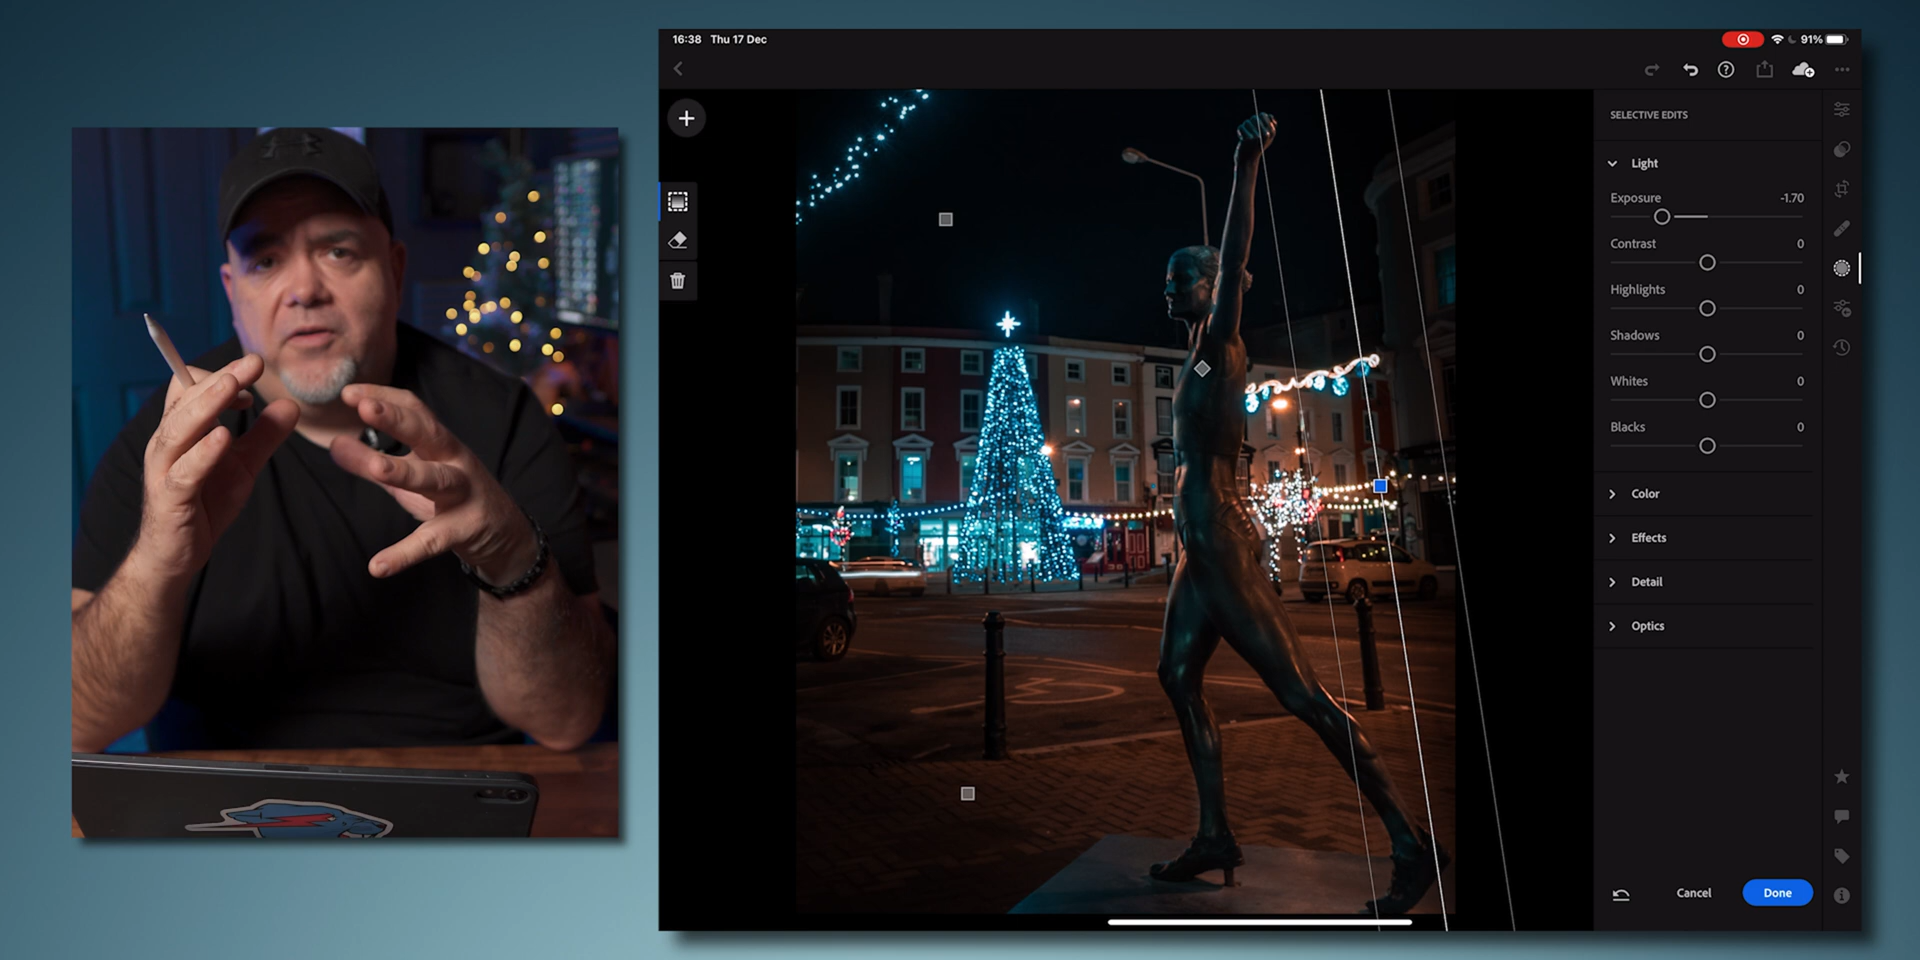 16:38 Thu 17 Dec
91%
SELECTIVE EDITS
Light
Exposure -1.70
Contrast 0
Highlights 0
Shadows 0
Whites 0
Blacks 0
Color
Effects
Detail
Optics
Cancel Done